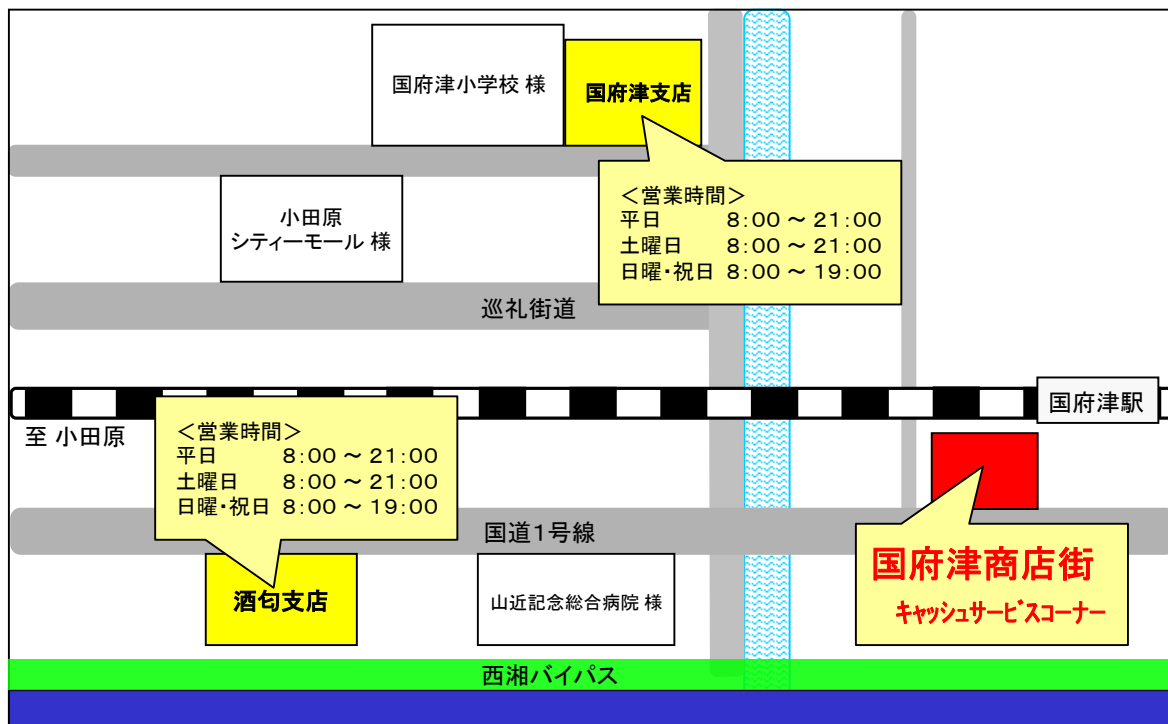 国府津小学校 様
国府津支店
＜営業時間＞
平日 8:00 ～ 21:00
土曜日 8:00 ～ 21:00
日曜・祝日 8:00 ～ 19:00
小田原
シティーモール 様
巡礼街道
国府津駅
至 小田原
＜営業時間＞
平日 8:00 ～ 21:00
土曜日 8:00 ～ 21:00
日曜・祝日 8:00 ～ 19:00
国道1号線
国府津商店街
キャッシュサービスコーナー
酒匂支店
山近記念総合病院 様
西湘バイパス